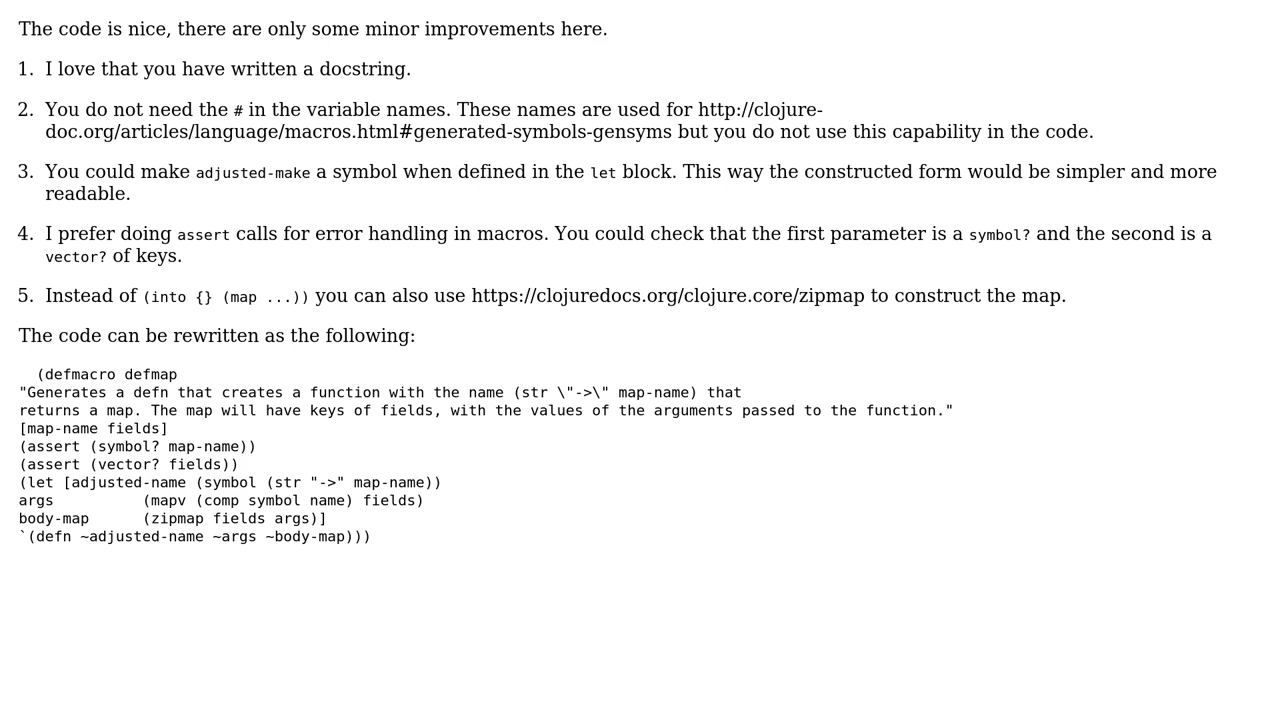 The code is nice, there are only some minor improvements here.
1. I love that you have written a docstring.
2. You do not need the # in the variable names. These names are used for http://clojure-
doc.org/articles/language/macros.html#generated-symbols-gensyms but you do not use this capability in the code.
3. You could make adjusted-make a symbol when defined in the let block. This way the constructed form would be simpler and more
readable.
4. I prefer doing assert calls for error handling in macros. You could check that the first parameter is a symbol? and the second is a
vector? of keys.
5. Instead of (into {} (map ...)) you can also use https://clojuredocs.org/clojure.core/zipmap to construct the map.
The code can be rewritten as the following:
  (defmacro defmap
"Generates a defn that creates a function with the name (str \"->\" map-name) that
returns a map. The map will have keys of fields, with the values of the arguments passed to the function."
[map-name fields]
(assert (symbol? map-name))
(assert (vector? fields))
(let [adjusted-name (symbol (str "->" map-name))
args          (mapv (comp symbol name) fields)
body-map      (zipmap fields args)]
`(defn ~adjusted-name ~args ~body-map)))